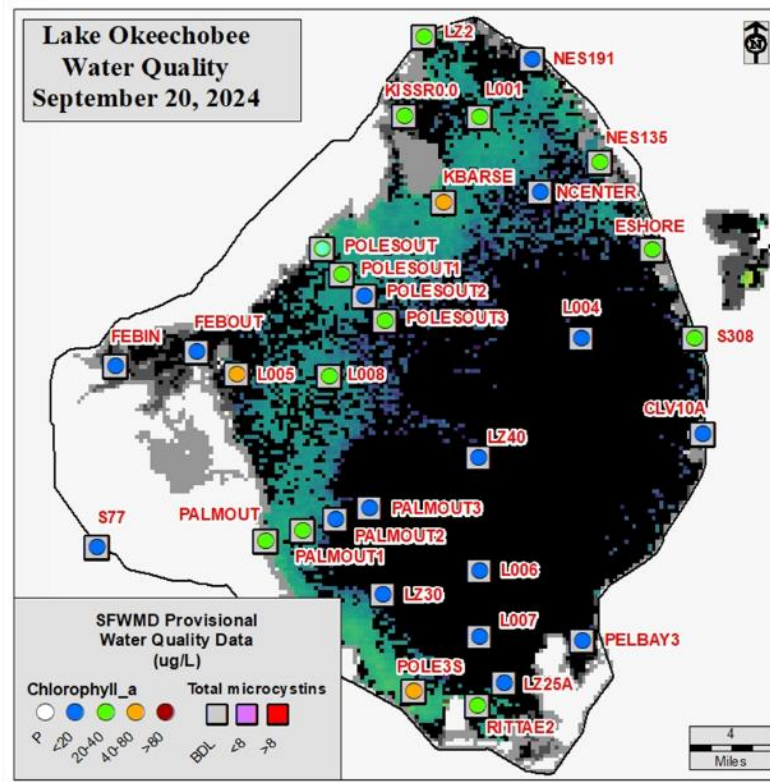 Lake Okeechobee
Water Quality
September 20, 2024
N
LZ2
NES191
KISSR0.0
L001
NES135
KBARSE
NCENTER
POLESOUT
ESHORE
POLESOUT1
POLESOUT2
L004
POLESOUT3
S308
FEBIN
FEBOUT
L005
L008
CLV10A
LZ40
PALMOUT3
PALMOUT
S77
PALMOUT2
PALMOUT1
L006
LZ30
L007
PELBAY3
POLE3S
LZ25A
RITTAE2
SFWMD Provisional
Water Quality Data
(ug/L)
Chlorophyll_a
Total microcystins
P
<20
20-40
40-80
>80
BDL
<8
>8
4
Miles